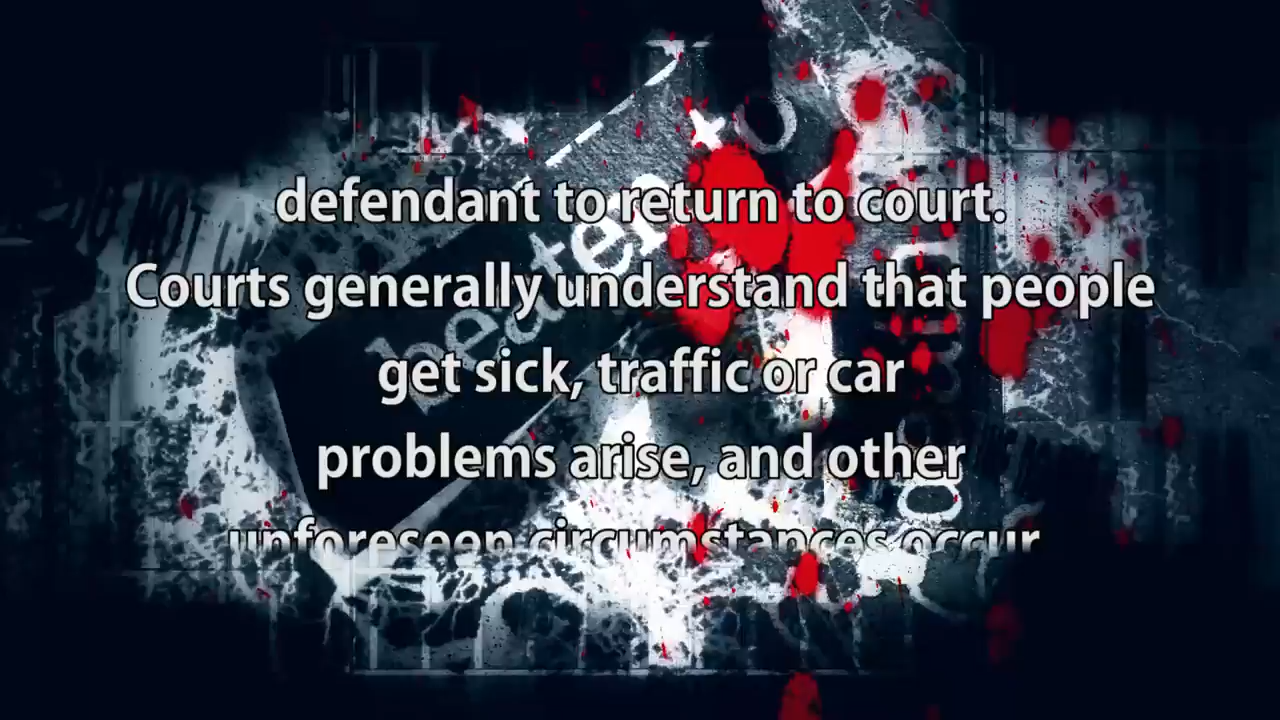 defendant to return to court.
Courts generally understand that people
get sick, traffic or car
problems arise, and other
unforeseen circumstances occur
beaten